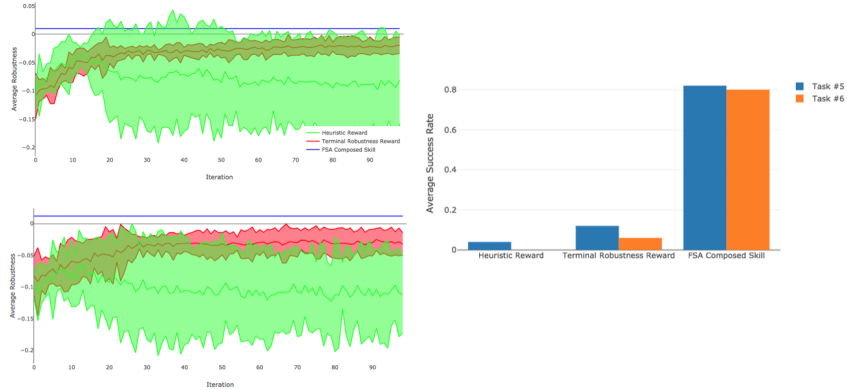 0.05
0
−0.05
−0.1
−0.15
−0.2
Average Robustness
0 10 20 30 40 50 60 70 80 90
Iteration
Heuristic Reward
Terminal Robustness Reward
FSA Composed Skill
0
−0.05
−0.1
−0.15
−0.2
Average Robustness
0 10 20 30 40 50 60 70 80 90
Iteration
0.8
0.6
0.4
0.2
0
Average Success Rate
Heuristic Reward Terminal Robustness Reward FSA Composed Skill
Task #5
Task #6